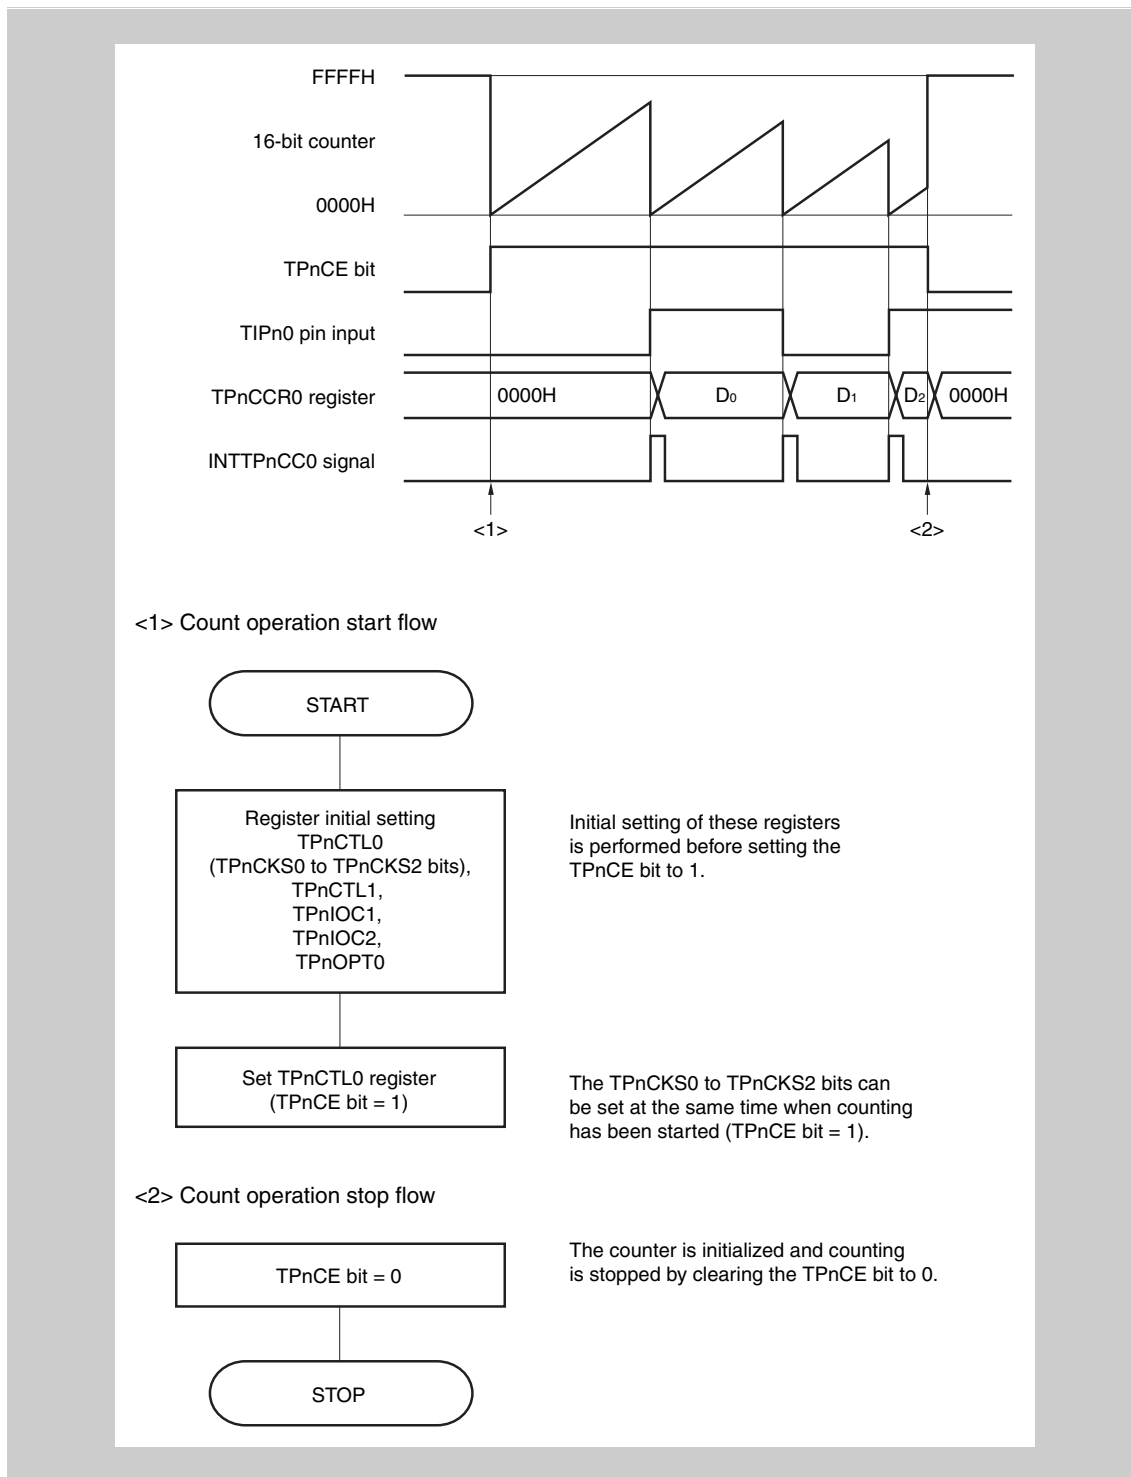 FFFFH
16-bit counter
0000H
TPnCE bit
TIPn0 pin input
TPnCCR0 register
0000H D0 D1 D2 0000H
INTTPnCC0 signal
<1> <2>
<1> Count operation start flow
START
Register initial setting
TPnCTL0
(TPnCKS0 to TPnCKS2 bits),
TPnCTL1,
TPnIOC1,
TPnIOC2,
TPnOPT0
Initial setting of these registers
is performed before setting the
TPnCE bit to 1.
Set TPnCTL0 register
(TPnCE bit = 1)
The TPnCKS0 to TPnCKS2 bits can
be set at the same time when counting
has been started (TPnCE bit = 1).
<2> Count operation stop flow
TPnCE bit = 0
The counter is initialized and counting
is stopped by clearing the TPnCE bit to 0.
STOP